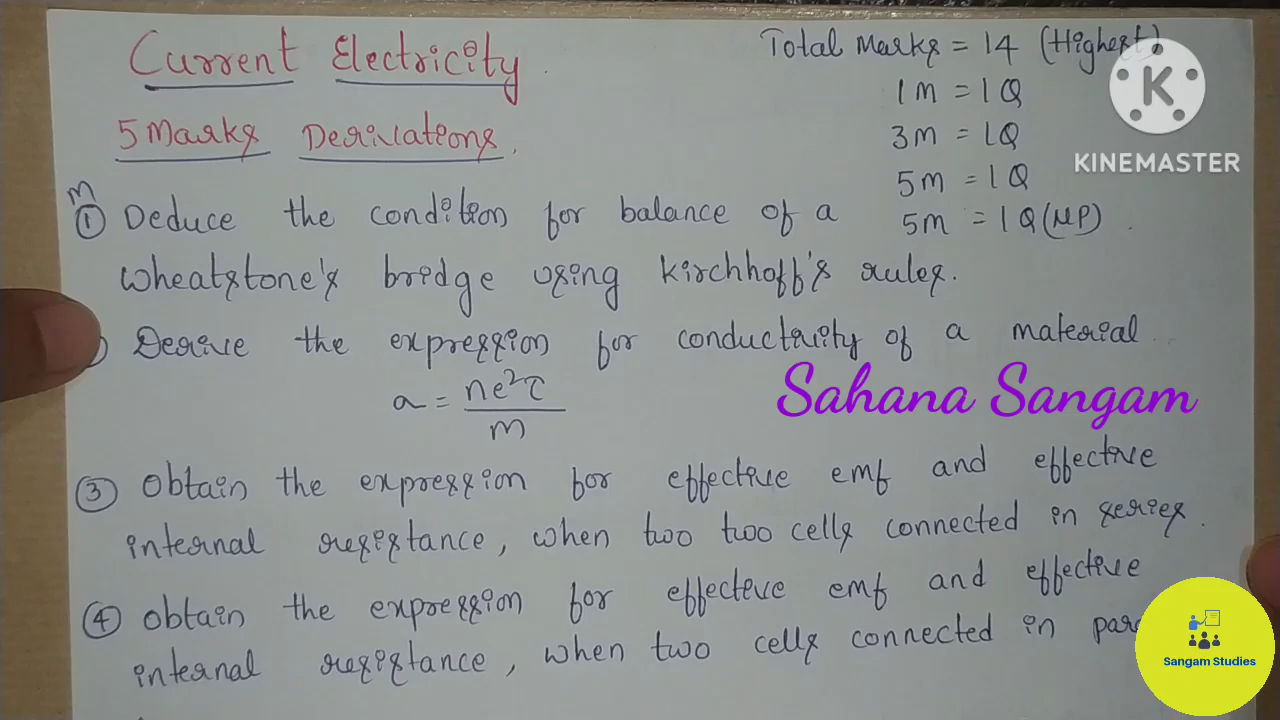 Current Electricity
5 Marks Derivations.
Total Marks = 14 (Highest)
1M = 1Q
3M = 1Q
5M = 1Q
5M = 1Q (NP)
KINEMASTER
M
① Deduce the condition for balance of a
Wheatstone's bridge using Kirchhoff's rules.
Derive the expression for conductivity of a material
σ = ne²τ
m
Sahana Sangam
③ Obtain the expression for effective emf and effective
internal resistance, when two two cells connected in series.
④ Obtain the expression for effective emf and effective
internal resistance, when two cells connected in
Sangam Studies